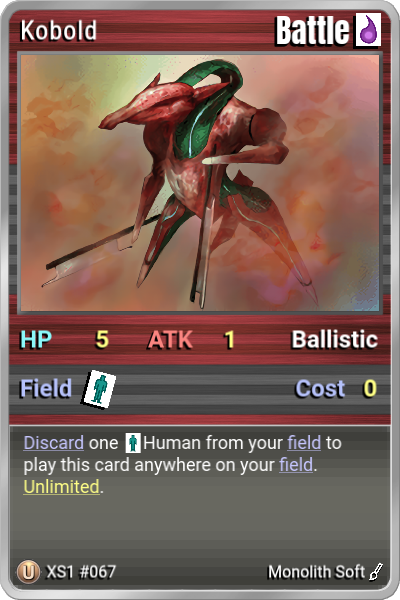 Kobold Battle
HP 5 ATK 1 Ballistic
Field Cost 0
Discard one Human from your field to
play this card anywhere on your field.
Unlimited.
U XS1 #067 Monolith Soft